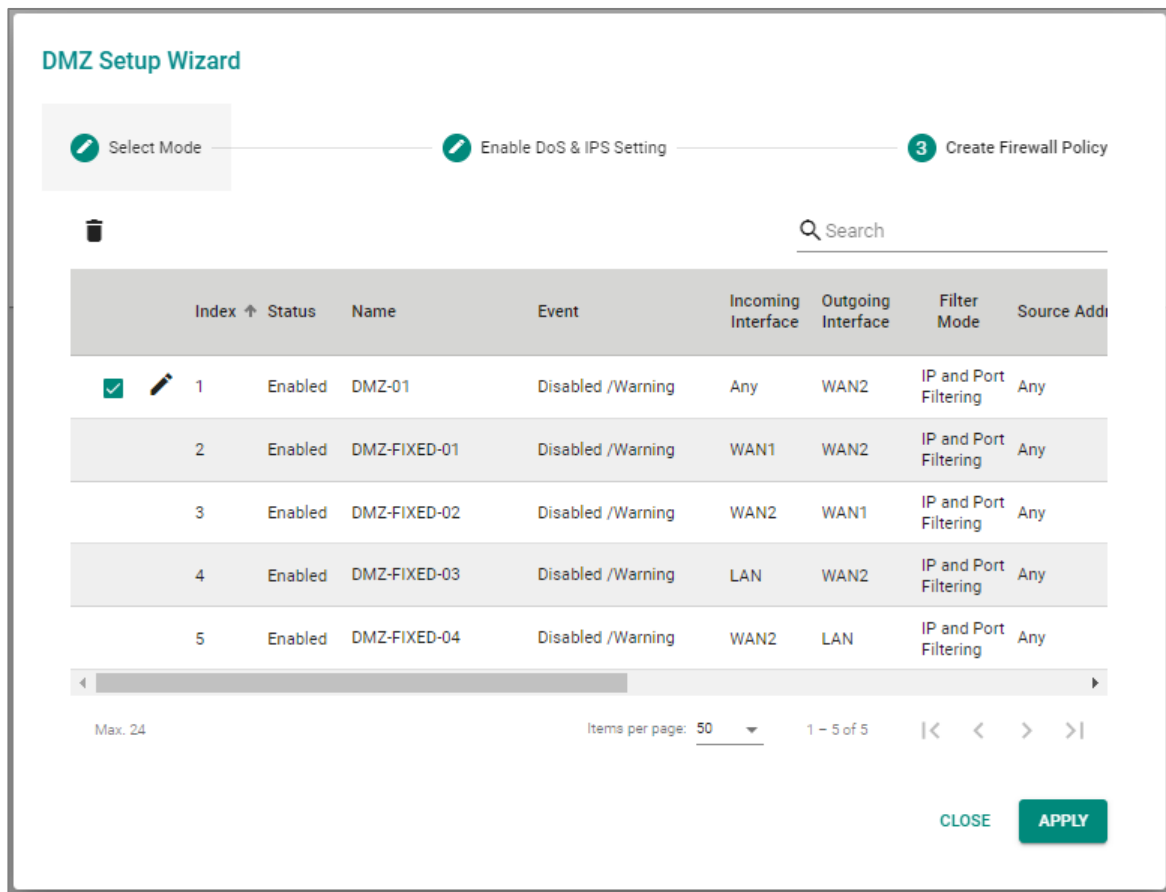 DMZ Setup Wizard
Select Mode
Enable DoS & IPS Setting
3 Create Firewall Policy
Search
Index Status Name Event Incoming Interface Outgoing Interface Filter Mode Source Addr
1 Enabled DMZ-01 Disabled /Warning Any WAN2 IP and Port Filtering Any
2 Enabled DMZ-FIXED-01 Disabled /Warning WAN1 WAN2 IP and Port Filtering Any
3 Enabled DMZ-FIXED-02 Disabled /Warning WAN2 WAN1 IP and Port Filtering Any
4 Enabled DMZ-FIXED-03 Disabled /Warning LAN WAN2 IP and Port Filtering Any
5 Enabled DMZ-FIXED-04 Disabled /Warning WAN2 LAN IP and Port Filtering Any
Max. 24 Items per page: 50 1 – 5 of 5
CLOSE APPLY